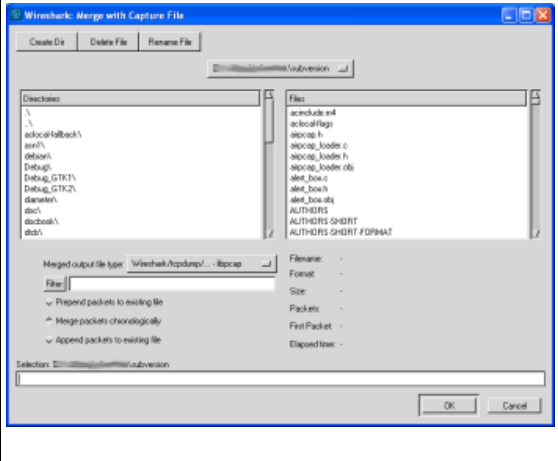 Wireshark: Merge with Capture File
Create Dir Delete File Rename File
\subversion
Directories
.\
..\
aclocal-fallback\
asn1\
debian\
Debug\
Debug_GTK1\
Debug_GTK2\
diameter\
doc\
docbook\
dtds\
Files
acinclude.m4
aclocal-flags
airpcap.h
airpcap_loader.c
airpcap_loader.h
airpcap_loader.obj
alert_box.c
alert_box.h
alert_box.obj
AUTHORS
AUTHORS-SHORT
AUTHORS-SHORT-FORMAT
Merged output file type: Wireshark/tcpdump/... - libpcap
Filter:
Prepend packets to existing file
Merge packets chronologically
Append packets to existing file
Filename: -
Format: -
Size: -
Packets: -
First Packet: -
Elapsed time: -
Selection: \subversion
OK Cancel